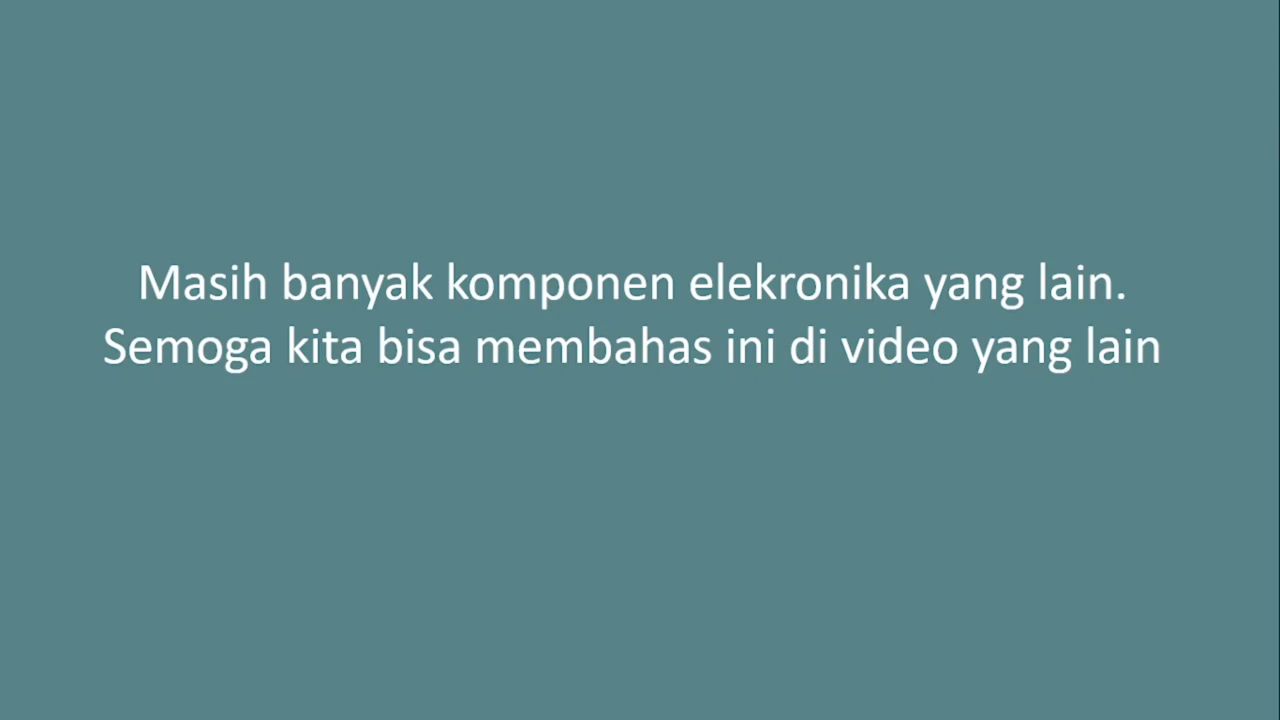 Masih banyak komponen elekronika yang lain.
Semoga kita bisa membahas ini di video yang lain